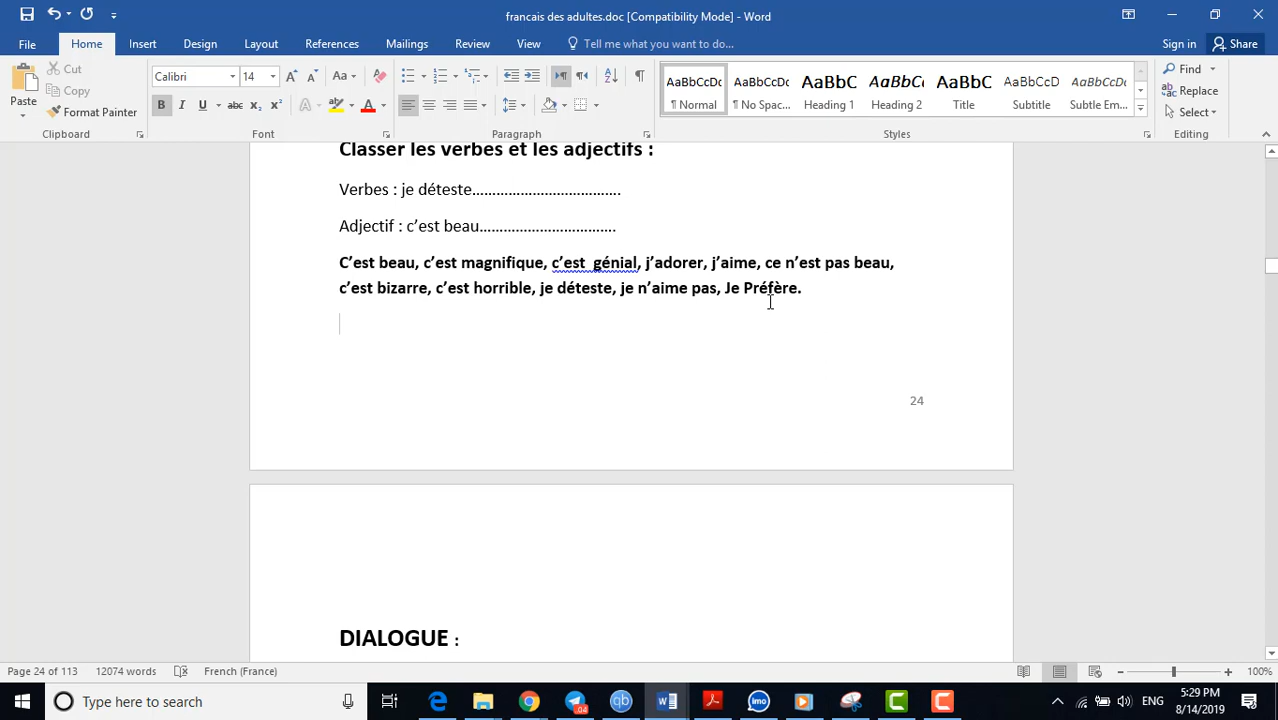 francais des adultes.doc [Compatibility Mode] - Word
File Home Insert Design Layout References Mailings Review View Tell me what you want to do... Sign in Share
Paste
Cut
Copy
Format Painter
Clipboard
Calibri 14
Font
Paragraph
AaBbCcDc AaBbCcDc AaBbC AaBbCc AaBbC AaBbCcD AaBbCcD
¶ Normal ¶ No Spac... Heading 1 Heading 2 Title Subtitle Subtle Em...
Styles
Find
Replace
Select
Editing
Classer les verbes et les adjectifs :
Verbes : je déteste……………………………….
Adjectif : c’est beau…………………………….
C’est beau, c’est magnifique, c’est  génial, j’adorer, j’aime, ce n’est pas beau,
c’est bizarre, c’est horrible, je déteste, je n’aime pas, Je Préfère.
24
DIALOGUE :
Page 24 of 113 12074 words French (France) 100%
Type here to search
04
qb
imo
ENG
5:29 PM
8/14/2019